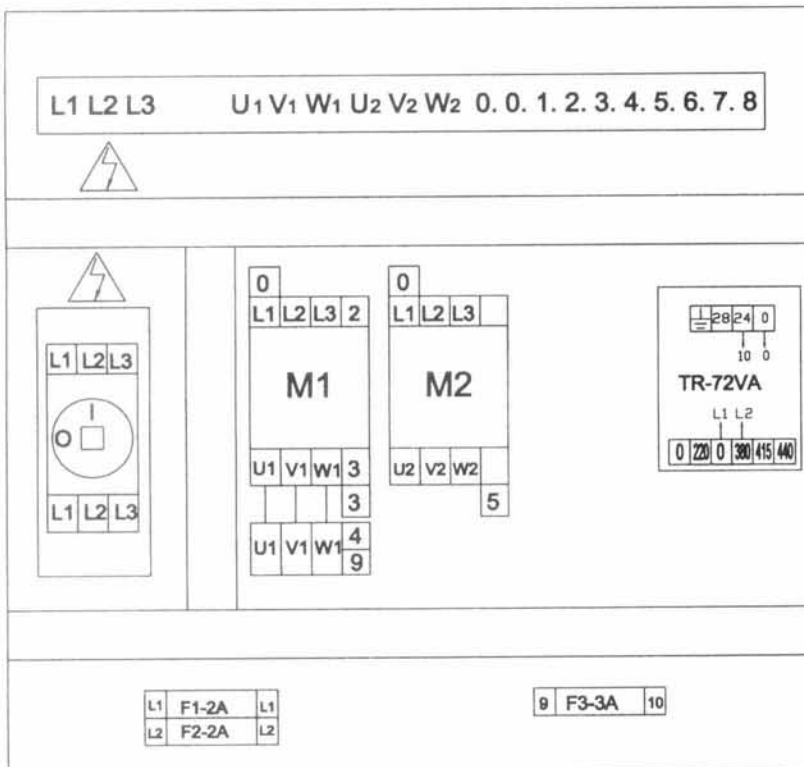 L1 L2 L3 U1 V1 W1 U2 V2 W2 0. 0. 1. 2. 3. 4. 5. 6. 7. 8
L1 L2 L3
I
O
L1 L2 L3
0
L1 L2 L3 2
M1
U1 V1 W1 3
3
U1 V1 W1 4
9
0
L1 L2 L3
M2
U2 V2 W2
5
28 24 0
10 0
TR-72VA
L1 L2
0 220 0 380 415 440
L1 F1-2A L1
L2 F2-2A L2
9 F3-3A 10